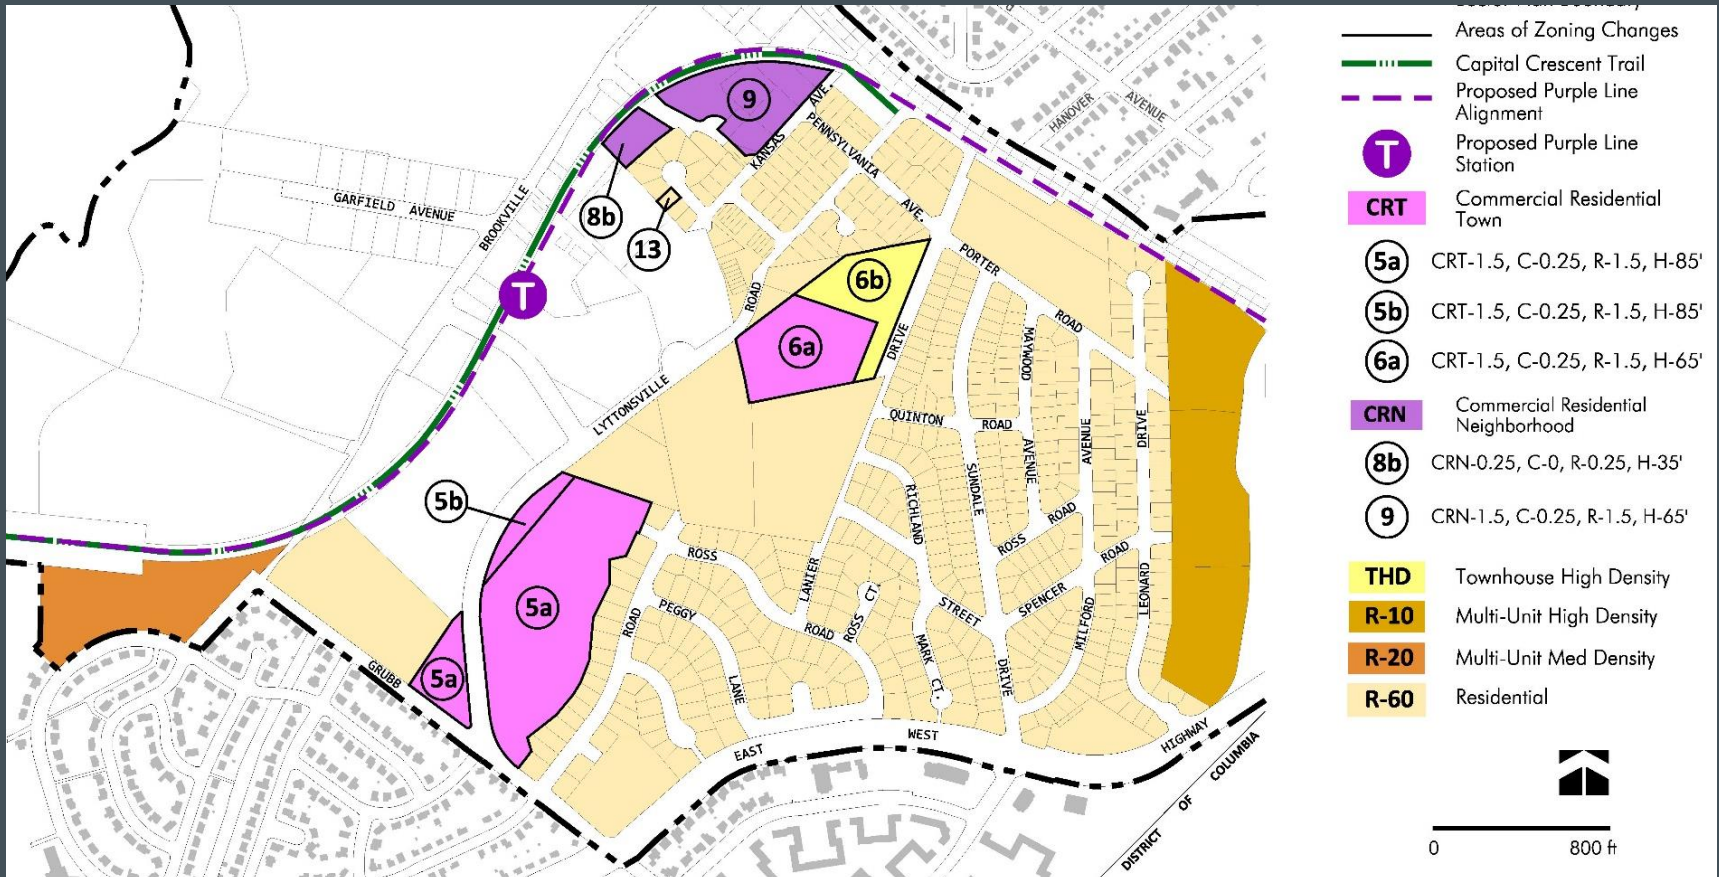 Areas of Zoning Changes
Capital Crescent Trail
Proposed Purple Line
Alignment
T
Proposed Purple Line
Station
CRT
Commercial Residential
Town
5a
CRT-1.5, C-0.25, R-1.5, H-85'
5b
CRT-1.5, C-0.25, R-1.5, H-85'
6a
CRT-1.5, C-0.25, R-1.5, H-65'
CRN
Commercial Residential
Neighborhood
8b
CRN-0.25, C-0, R-0.25, H-35'
9
CRN-1.5, C-0.25, R-1.5, H-65'
THD
Townhouse High Density
R-10
Multi-Unit High Density
R-20
Multi-Unit Med Density
R-60
Residential
0
800 ft
9
KANSAS AVE.
PENNSYLVANIA AVE.
HANOVER AVENUE
GARFIELD AVENUE
BROOKVILLE
ROAD
8b
13
T
6b
6a
DRIVE
PORTER
ROAD
LYTTONSVILLE
MAYWOOD
AVENUE
QUINTON
ROAD
AVENUE
DRIVE
5b
5a
5a
RICHLAND
STREET
SUNDALE
DRIVE
ROSS
ROAD
SPENCER
ROAD
MILFORD
LEONARD
ROSS
ROAD
LANIER
ROSS CT.
PEGGY
LANE
ROAD
MARK CT.
GRUBB
EAST
WEST
HIGHWAY
DISTRICT OF COLUMBIA